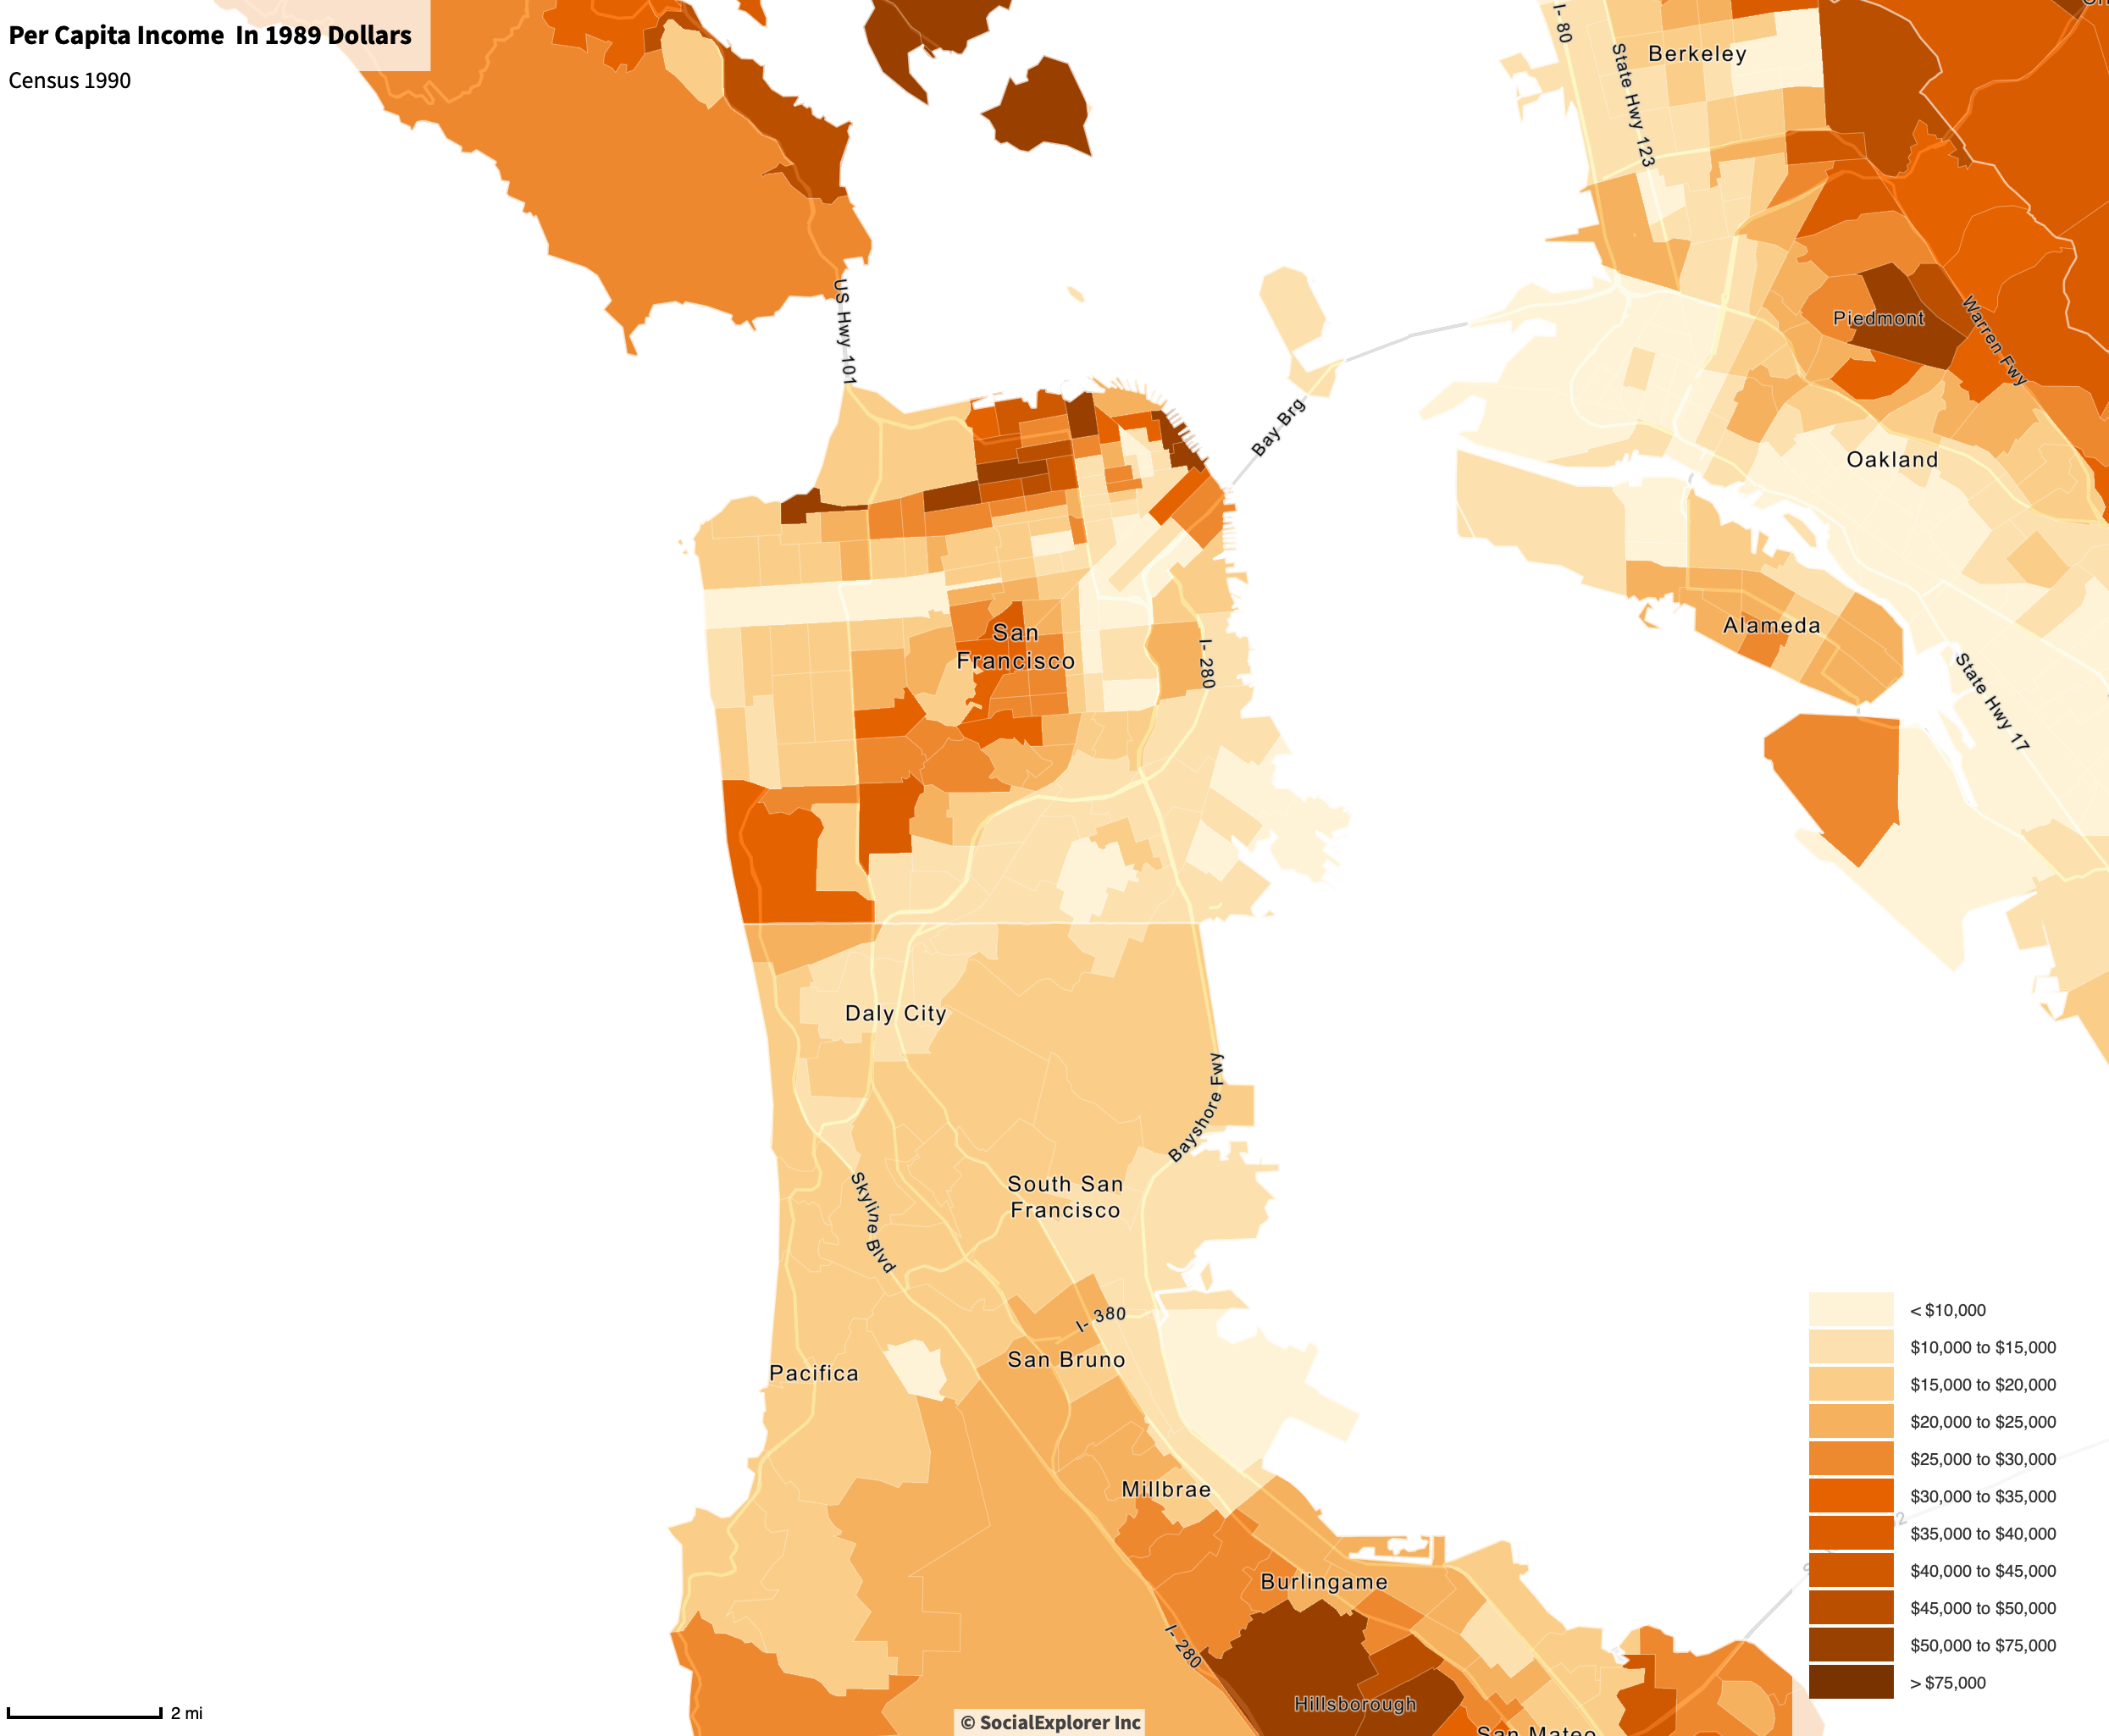 Per Capita Income In 1989 Dollars
Census 1990
I- 80
State Hwy 123
Berkeley
US Hwy 101
Bay Brg
Piedmont
Warren Fwy
Oakland
San
Francisco
I- 280
Alameda
State Hwy 17
Daly City
Bayshore Fwy
South San
Francisco
Skyline Blvd
I- 380
San Bruno
Pacifica
Millbrae
Burlingame
I- 280
Hillsborough
San Mateo
< $10,000
$10,000 to $15,000
$15,000 to $20,000
$20,000 to $25,000
$25,000 to $30,000
$30,000 to $35,000
$35,000 to $40,000
$40,000 to $45,000
$45,000 to $50,000
$50,000 to $75,000
> $75,000
2 mi
© SocialExplorer Inc